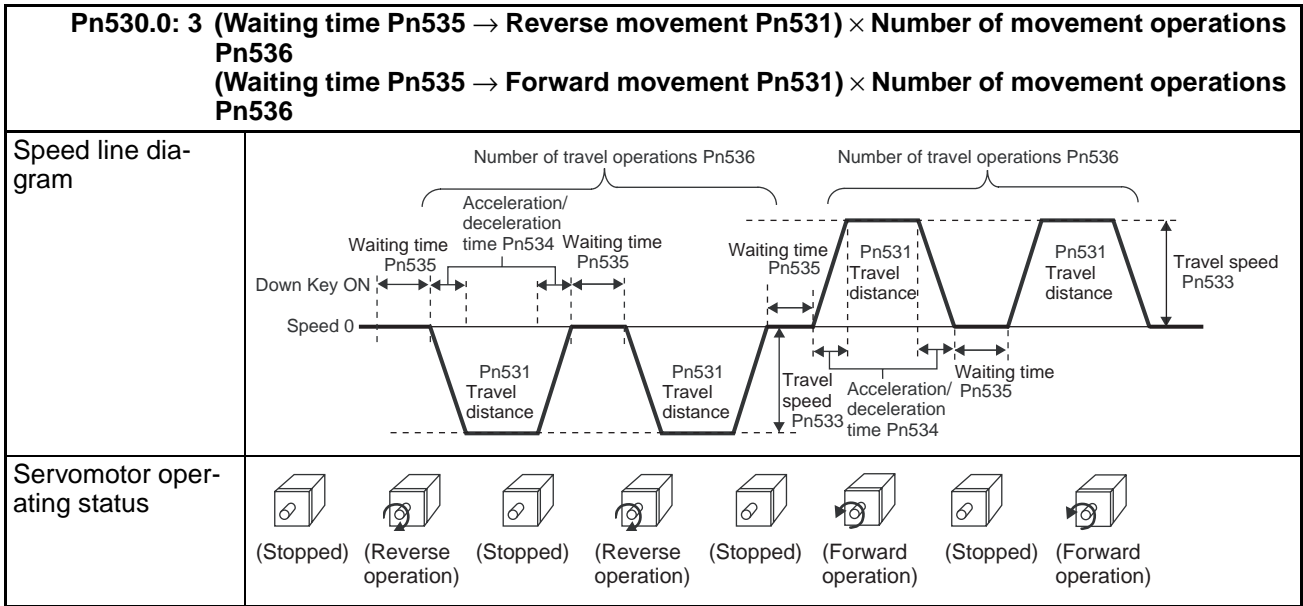 Pn530.0: 3 (Waiting time Pn535 → Reverse movement Pn531) × Number of movement operations
Pn536
(Waiting time Pn535 → Forward movement Pn531) × Number of movement operations
Pn536
Speed line dia-
gram
Number of travel operations Pn536
Number of travel operations Pn536
Acceleration/
deceleration
time Pn534
Waiting time
Pn535
Waiting time
Pn535
Waiting time
Pn535
Pn531
Travel
distance
Pn531
Travel
distance
Travel speed
Pn533
Down Key ON
Speed 0
Pn531
Travel
distance
Pn531
Travel
distance
Travel
speed
Pn533
Acceleration/
deceleration
time Pn534
Waiting time
Pn535
Servomotor oper-
ating status
(Stopped)
(Reverse
operation)
(Stopped)
(Reverse
operation)
(Stopped)
(Forward
operation)
(Stopped)
(Forward
operation)